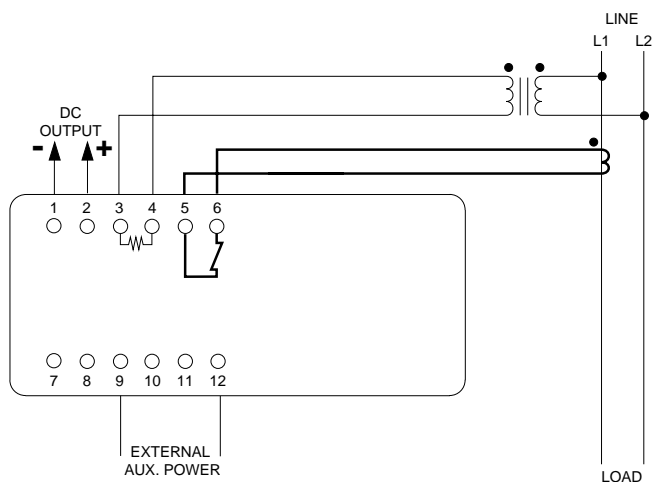 LINE
L1 L2
DC
OUTPUT
- +
1 2 3 4 5 6
7 8 9 10 11 12
EXTERNAL
AUX. POWER
LOAD